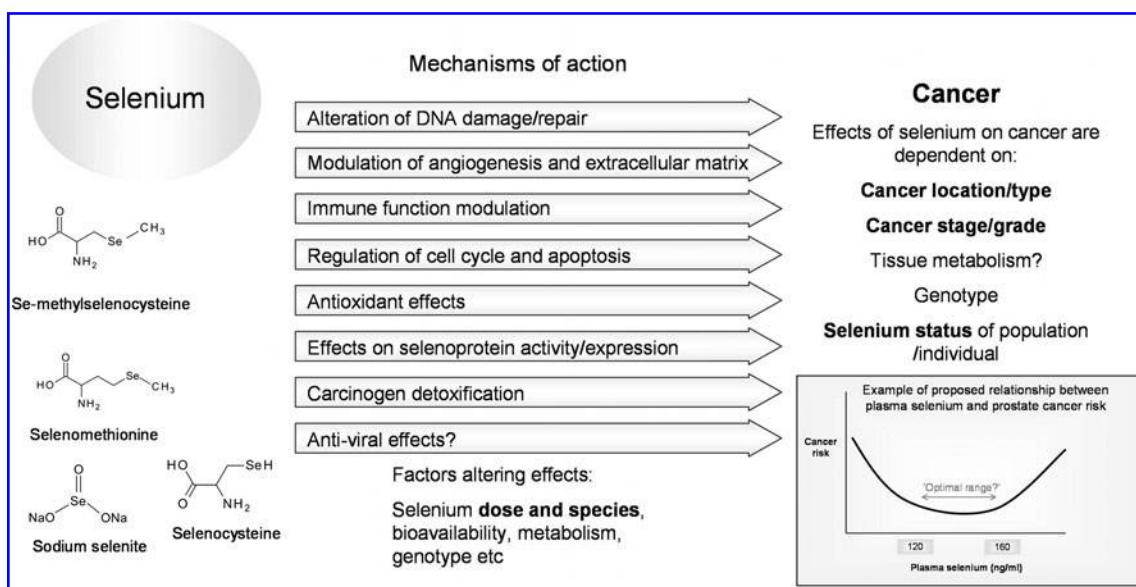 Selenium
Mechanisms of action
Alteration of DNA damage/repair
Modulation of angiogenesis and extracellular matrix
Immune function modulation
Regulation of cell cycle and apoptosis
Antioxidant effects
Effects on selenoprotein activity/expression
Carcinogen detoxification
Anti-viral effects?
Factors altering effects:
Selenium dose and species,
bioavailability, metabolism,
genotype etc
O
HO
Se
CH₃
NH₂
Se-methylselenocysteine
O
HO
Se
CH₃
NH₂
Selenomethionine
O
Se
NaO
ONa
Sodium selenite
HO
SeH
O
NH₂
Selenocysteine
Cancer
Effects of selenium on cancer are
dependent on:
Cancer location/type
Cancer stage/grade
Tissue metabolism?
Genotype
Selenium status of population
/individual
Example of proposed relationship between
plasma selenium and prostate cancer risk
Cancer
risk
'Optimal range?'
120
160
Plasma selenium (ng/ml)